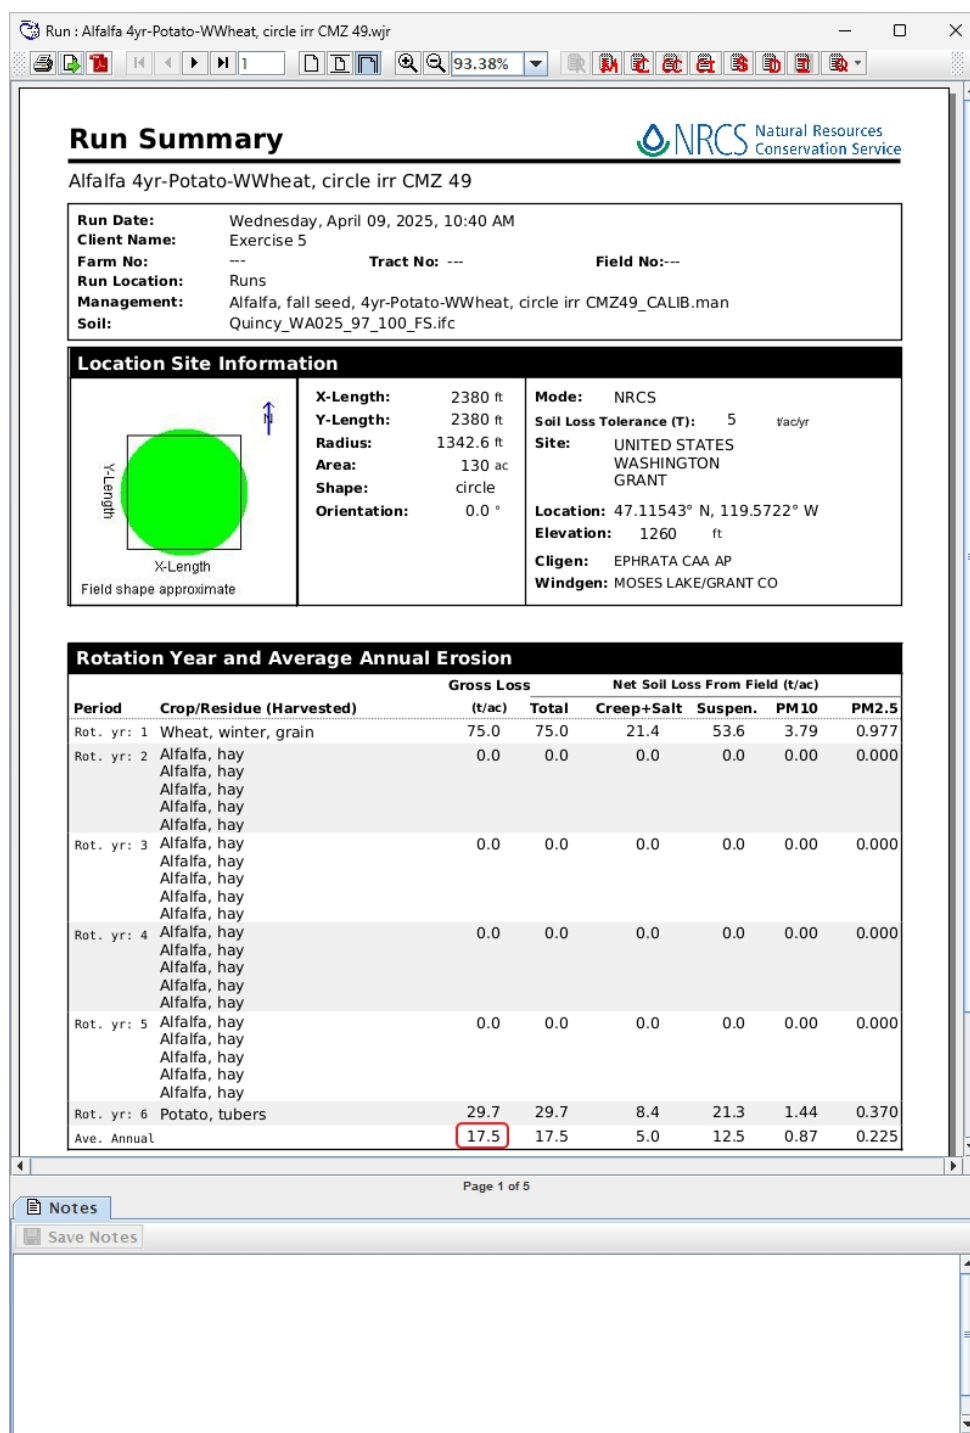 Run : Alfalfa 4yr-Potato-WWheat, circle irr CMZ 49.wjr
1 93.38%
Run Summary
NRCS Natural Resources Conservation Service
Alfalfa 4yr-Potato-WWheat, circle irr CMZ 49
Run Date: Wednesday, April 09, 2025, 10:40 AM
Client Name: Exercise 5
Farm No: --- Tract No: --- Field No:---
Run Location: Runs
Management: Alfalfa, fall seed, 4yr-Potato-WWheat, circle irr CMZ49_CALIB.man
Soil: Quincy_WA025_97_100_FS.ifc
Location Site Information
N
Y-Length
X-Length
Field shape approximate
X-Length: 2380 ft
Y-Length: 2380 ft
Radius: 1342.6 ft
Area: 130 ac
Shape: circle
Orientation: 0.0 °
Mode: NRCS
Soil Loss Tolerance (T): 5 t/ac/yr
Site: UNITED STATES
WASHINGTON
GRANT
Location: 47.11543° N, 119.5722° W
Elevation: 1260 ft
Cligen: EPHRATA CAA AP
Windgen: MOSES LAKE/GRANT CO
Rotation Year and Average Annual Erosion
Gross Loss Net Soil Loss From Field (t/ac)
Period Crop/Residue (Harvested) (t/ac) Total Creep+Salt Suspen. PM10 PM2.5
Rot. yr: 1 Wheat, winter, grain 75.0 75.0 21.4 53.6 3.79 0.977
Rot. yr: 2 Alfalfa, hay 0.0 0.0 0.0 0.0 0.00 0.000
Alfalfa, hay
Alfalfa, hay
Alfalfa, hay
Alfalfa, hay
Rot. yr: 3 Alfalfa, hay 0.0 0.0 0.0 0.0 0.00 0.000
Alfalfa, hay
Alfalfa, hay
Alfalfa, hay
Alfalfa, hay
Rot. yr: 4 Alfalfa, hay 0.0 0.0 0.0 0.0 0.00 0.000
Alfalfa, hay
Alfalfa, hay
Alfalfa, hay
Alfalfa, hay
Rot. yr: 5 Alfalfa, hay 0.0 0.0 0.0 0.0 0.00 0.000
Alfalfa, hay
Alfalfa, hay
Alfalfa, hay
Alfalfa, hay
Rot. yr: 6 Potato, tubers 29.7 29.7 8.4 21.3 1.44 0.370
Ave. Annual 17.5 17.5 5.0 12.5 0.87 0.225
Page 1 of 5
Notes
Save Notes